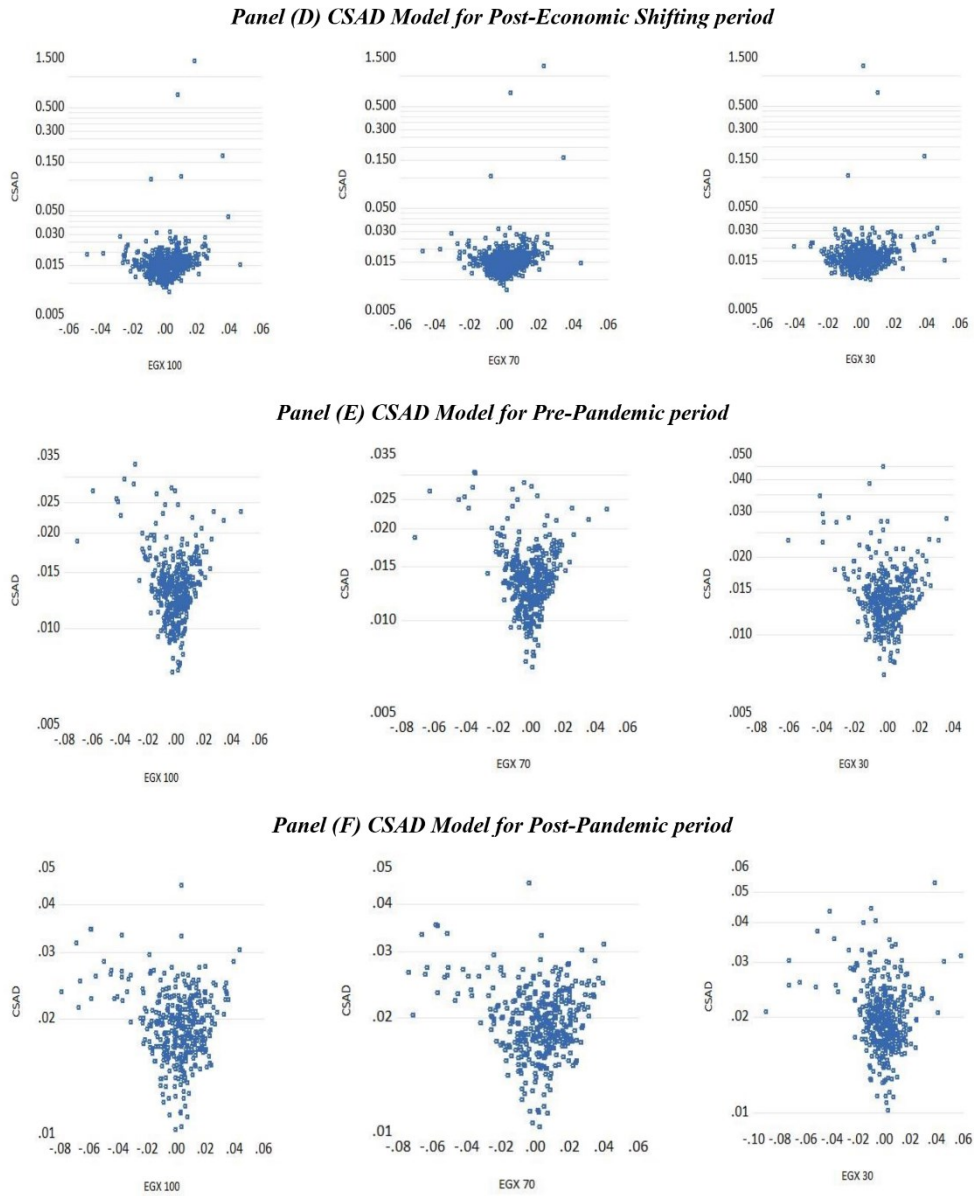 Panel (D) CSAD Model for Post-Economic Shifting period
1.500
0.500
0.300
0.150
0.050
0.030
0.015
0.005
CSAD
-.06 -.04 -.02 .00 .02 .04 .06
EGX 100
1.500
0.500
0.300
0.150
0.050
0.030
0.015
0.005
CSAD
-.06 -.04 -.02 .00 .02 .04 .06
EGX 70
1.500
0.500
0.300
0.150
0.050
0.030
0.015
0.005
CSAD
-.06 -.04 -.02 .00 .02 .04 .06
EGX 30
Panel (E) CSAD Model for Pre-Pandemic period
.035
.025
.020
.015
.010
.005
CSAD
-.08 -.06 -.04 -.02 .00 .02 .04 .06
EGX 100
.035
.025
.020
.015
.010
.005
CSAD
-.08 -.06 -.04 -.02 .00 .02 .04 .06
EGX 70
.050
.040
.030
.020
.015
.010
.005
CSAD
-.08 -.06 -.04 -.02 .00 .02 .04
EGX 30
Panel (F) CSAD Model for Post-Pandemic period
.05
.04
.03
.02
.01
CSAD
-.08 -.06 -.04 -.02 .00 .02 .04 .06
EGX 100
.05
.04
.03
.02
.01
CSAD
-.08 -.06 -.04 -.02 .00 .02 .04 .06
EGX 70
.06
.05
.04
.03
.02
.01
CSAD
-.10 -.08 -.06 -.04 -.02 .00 .02 .04 .06
EGX 30